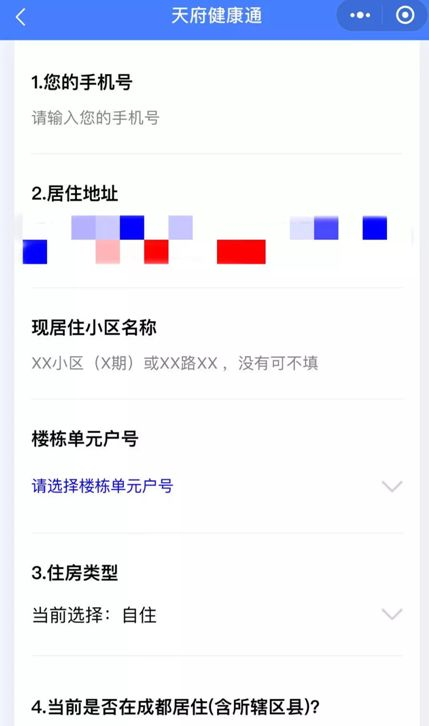 天府健康通
1.您的手机号
请输入您的手机号
2.居住地址
现居住小区名称
XX小区（X期）或XX路XX ，没有可不填
楼栋单元户号
请选择楼栋单元户号
3.住房类型
当前选择：自住
4.当前是否在成都居住(含所辖区县)?